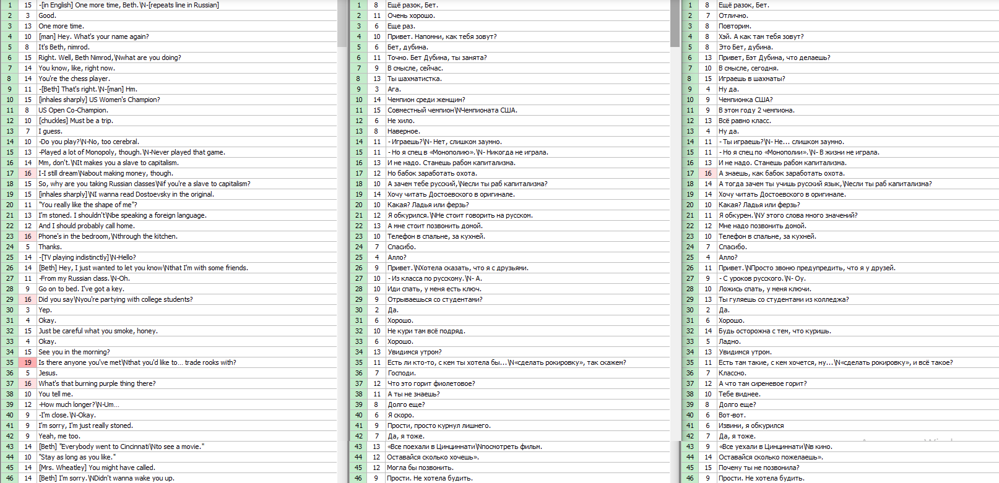 1 15 -[in English] One more time, Beth.\N-[repeats line in Russian]
2 3 Good.
3 13 One more time.
4 10 [man] Hey. What's your name again?
5 8 It's Beth, nimrod.
6 15 Right. Well, Beth Nimrod,\Nwhat are you doing?
7 14 You know, like, right now.
8 14 You're the chess player.
9 11 -[Beth] That's right.\N-[man] Hm.
10 15 [inhales sharply] US Women's Champion?
11 8 US Open Co-Champion.
12 10 [chuckles] Must be a trip.
13 7 I guess.
14 10 -Do you play?\N-No, too cerebral.
15 13 -Played a lot of Monopoly, though.\N-Never played that game.
16 14 Mm, don't.\NIt makes you a slave to capitalism.
17 16 I-I still dream\Nabout making money, though.
18 15 So, why are you taking Russian classes\Nif you're a slave to capitalism?
19 15 [inhales sharply]\NI wanna read Dostoevsky in the original.
20 11 "You really like the shape of me"?
21 13 I'm stoned. I shouldn't\Nbe speaking a foreign language.
22 12 And I should probably call home.
23 16 Phone's in the bedroom,\Nthrough the kitchen.
24 5 Thanks.
25 14 -[TV playing indistinctly]\N-Hello?
26 14 [Beth] Hey, I just wanted to let you know\Nthat I'm with some friends.
27 11 -From my Russian class.\N-Oh.
28 9 Go on to bed. I've got a key.
29 16 Did you say\Nyou're partying with college students?
30 3 Yep.
31 4 Okay.
32 15 Just be careful what you smoke, honey.
33 4 Okay.
34 15 See you in the morning?
35 19 Is there anyone you've met\Nthat you'd like to... trade rooks with?
36 5 Jesus.
37 16 What's that burning purple thing there?
38 10 You tell me.
39 12 -How much longer?\N-Um...
40 9 -I'm close.\N-Okay.
41 9 I'm sorry, I'm just really stoned.
42 9 Yeah, me too.
43 14 [Beth] "Everybody went to Cincinnati\Nto see a movie."
44 10 "Stay as long as you like."
45 14 [Mrs. Wheatley] You might have called.
46 14 [Beth] I'm sorry.\NDidn't wanna wake you up.
1 8 Ещё разок, Бет.
2 11 Очень хорошо.
3 6 Еще раз.
4 10 Привет. Напомни, как тебя зовут?
5 6 Бет, дубина.
6 11 Точно. Бет Дубина, ты занята?
7 9 В смысле, сейчас.
8 13 Ты шахматистка.
9 3 Ага.
10 14 Чемпион среди женщин?
11 15 Совместный чемпион\NЧемпионата США.
12 6 Не хило.
13 8 Наверное.
14 11 - Играешь?\N- Нет, слишком заумно.
15 11 - Но я спец в «Монополию».\N- Никогда не играла.
16 13 И не надо. Станешь рабом капитализма.
17 12 Но бабок заработать охота.
18 10 А зачем тебе русский,\Nесли ты раб капитализма?
19 14 Хочу читать Достоевского в оригинале.
20 10 Какая? Ладья или ферзь?
21 12 Я обкурился.\NНе стоит говорить на русском.
22 13 А мне стоит позвонить домой.
23 10 Телефон в спальне, за кухней.
24 7 Спасибо.
25 4 Алло?
26 9 Привет.\NХотела сказать, что я с друзьями.
27 10 - Из класса по русскому.\N- А.
28 10 Иди спать, у меня есть ключ.
29 9 Отрываешься со студентами?
30 2 Да.
31 6 Хорошо.
32 10 Не кури там всё подряд.
33 6 Хорошо.
34 13 Увидимся утром?
35 11 Есть ли кто-то, с кем ты хотела бы...\N«сделать рокировку», так скажем?
36 7 Господи.
37 12 Что это горит фиолетовое?
38 11 А ты не знаешь?
39 8 Долго еще?
40 6 Я скоро.
41 9 Прости, просто курнул лишнего.
42 7 Да, я тоже.
43 13 «Все поехали в Цинциннати\Nпосмотреть фильм.
44 12 Оставайся сколько хочешь».
45 12 Могла бы позвонить.
46 9 Прости. Не хотела будить.
1 8 Ещё разок, Бет.
2 7 Отлично.
3 8 Повторим.
4 8 Хэй. А как там тебя зовут?
5 8 Это Бет, дубина.
6 13 Привет, Бэт Дубина, что делаешь?
7 10 В смысле, сегодня.
8 15 Играешь в шахматы?
9 4 Ну да.
10 9 Чемпионка США?
11 9 В этом году 2 чемпиона.
12 13 Всё равно класс.
13 4 Ну да.
14 11 - Ты играешь?\N- Не... слишком заумно.
15 11 - Но я спец по «Монополии».\N- В жизни не играла.
16 13 И не надо. Станешь рабом капитализма.
17 16 А знаешь, как бабок заработать охота.
18 14 А тогда зачем ты учишь русский язык,\Nесли ты раб капитализма?
19 14 Хочу читать Достоевского в оригинале.
20 10 Какая? Ладья или ферзь?
21 11 Я обкурен.\NУ этого слова много значений?
22 12 Мне надо позвонить домой.
23 10 Телефон в спальне, за кухней.
24 7 Спасибо.
25 4 Алло?
26 11 Привет.\NПросто звоню предупредить, что я у друзей.
27 9 - С уроков русского.\N- Оу.
28 10 Ложись спать, у меня ключи.
29 13 Ты гуляешь со студентами из колледжа?
30 2 Да.
31 6 Хорошо.
32 14 Будь осторожна с тем, что куришь.
33 5 Ладно.
34 13 Увидимся утром.
35 11 Есть там такие, с кем хочется, ну...\N«сделать рокировку», и всё такое?
36 7 Классно.
37 12 А что там сиреневое горит?
38 10 Тебе виднее.
39 8 Долго еще?
40 6 Вот-вот.
41 6 Извини, я обкурился
42 7 Да, я тоже.
43 9 «Все уехали в Цинциннати\Nв кино.
44 14 Оставайся сколько пожелаешь».
45 15 Почему ты не позвонила?
46 9 Прости. Не хотела будить.